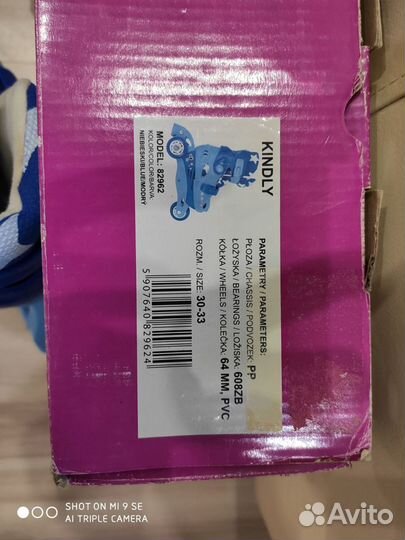 KINDLY
PARAMETRY / PARAMETERS:
PŁOZA / CHASSIS / PODVOZEK: PP
ŁOŻYSKA / BEARINGS / LOŽISKA: 608ZB
KÓŁKA / WHEELS / KOLEČKA: 64 MM, PVC
ROZM. / SIZE: 30-33
MODEL: 82962
KOLOR/COLOR/BARVA:
NIEBIESKI/BLUE/MODRÝ
5 907640 829624
SHOT ON MI 9 SE
AI TRIPLE CAMERA
Avito